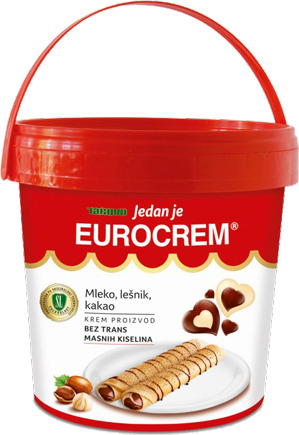 TAKOVO Jedan je
EUROCREM®
Mleko, lešnik,
kakao
KREM PROIZVOD
BEZ TRANS
MASNIH KISELINA